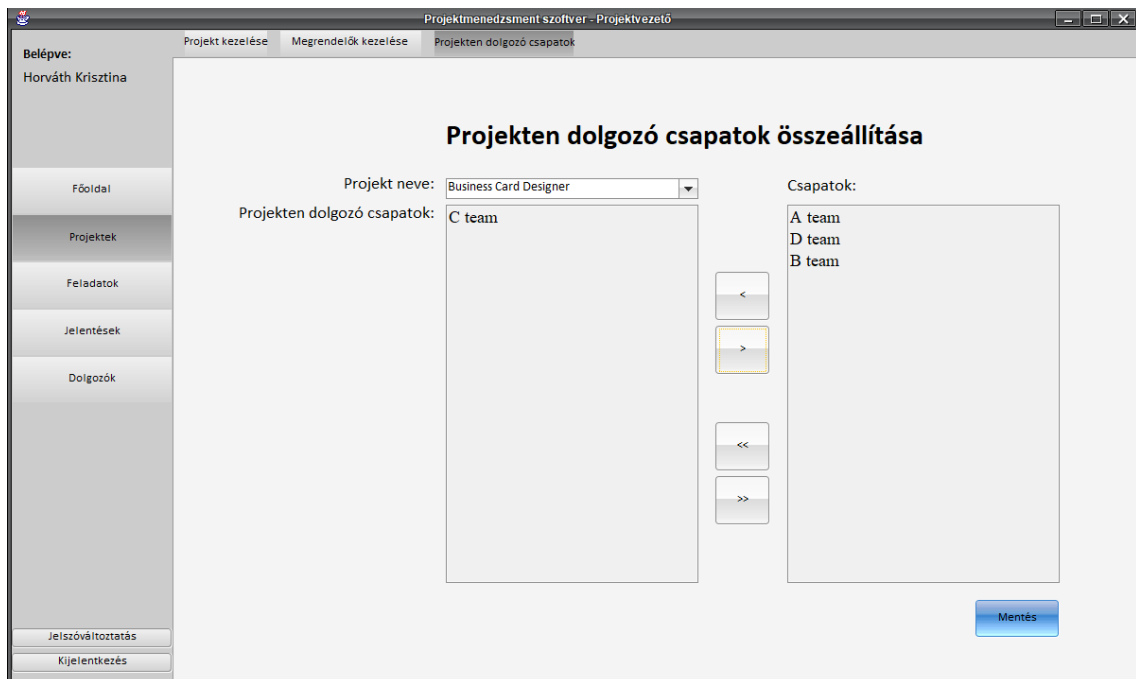 Projektmenedzsment szoftver - Projektvezető
Belépve:
Horváth Krisztina
Projekt kezelése
Megrendelők kezelése
Projekten dolgozó csapatok
Főoldal
Projektek
Feladatok
Jelentések
Dolgozók
Jelszóváltoztatás
Kijelentkezés
Projekten dolgozó csapatok összeállítása
Projekt neve:
Business Card Designer
Projekten dolgozó csapatok:
C team
<
>
<<
>>
Csapatok:
A team
D team
B team
Mentés